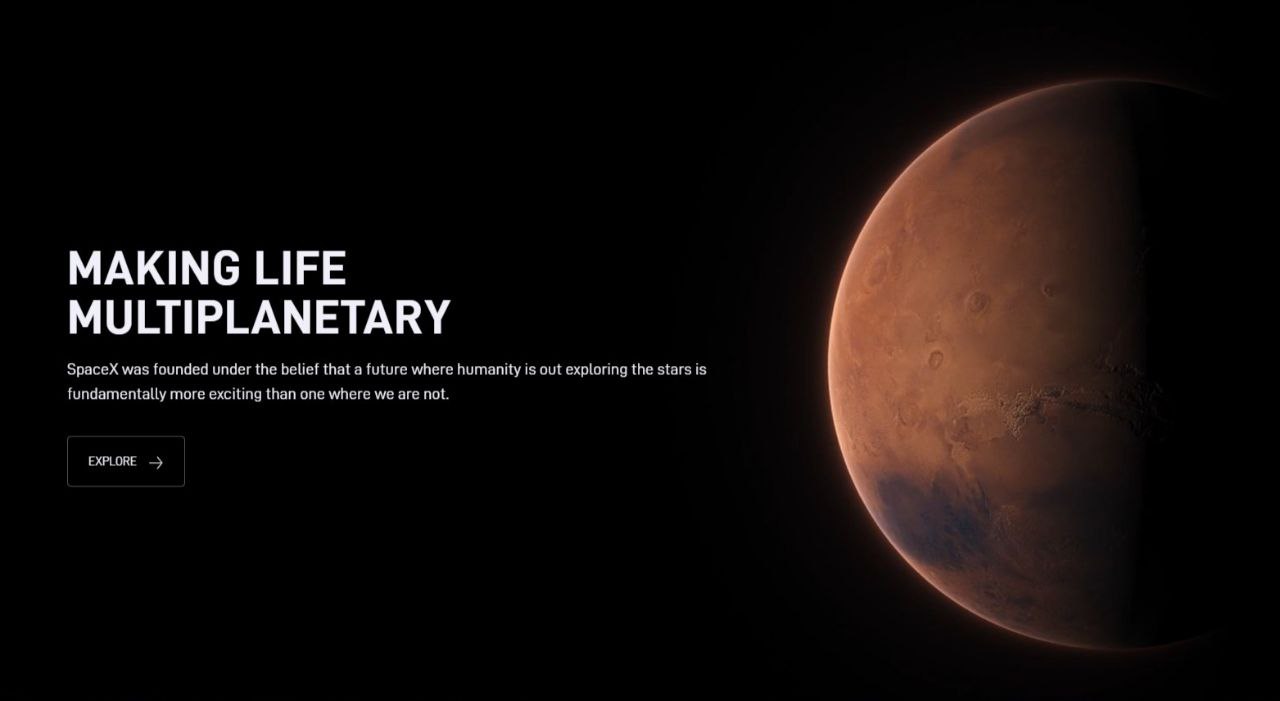 MAKING LIFE
MULTIPLANETARY
SpaceX was founded under the belief that a future where humanity is out exploring the stars is
fundamentally more exciting than one where we are not.
EXPLORE →